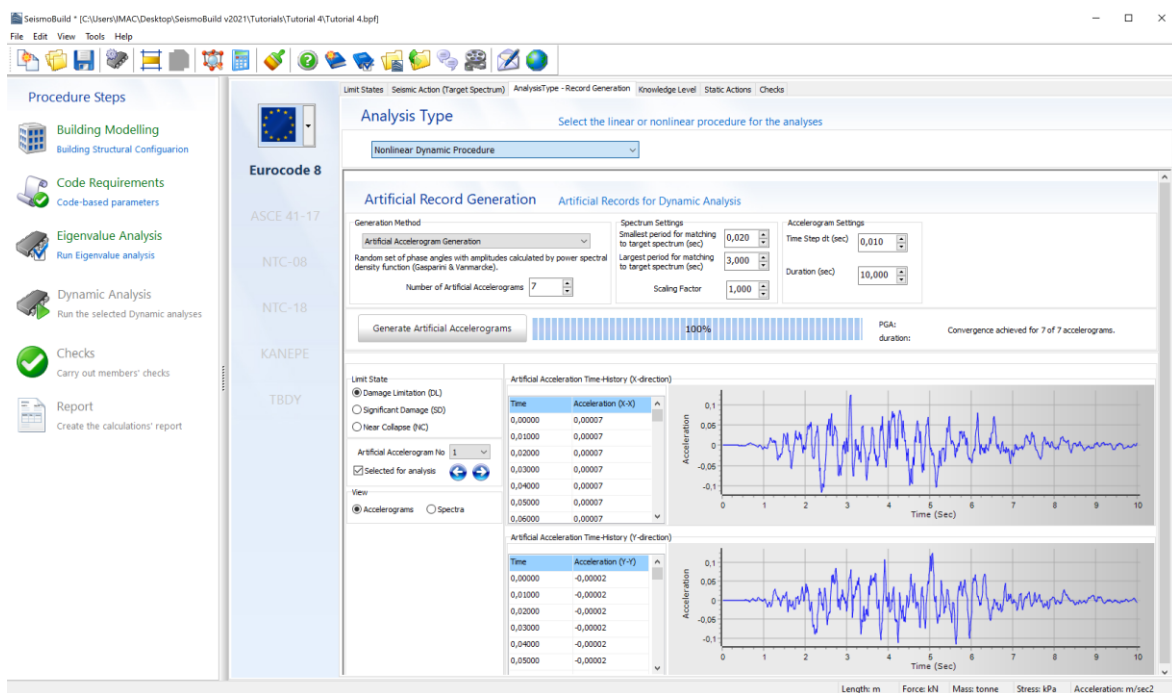 SeismoBuild * [C:\Users\IMAC\Desktop\SeismoBuild v2021\Tutorials\Tutorial 4\Tutorial 4.bpf]
File Edit View Tools Help
Procedure Steps
Building Modelling
Building Structural Configuarion
Code Requirements
Code-based parameters
Eigenvalue Analysis
Run Eigenvalue analysis
Dynamic Analysis
Run the selected Dynamic analyses
Checks
Carry out members' checks
Report
Create the calculations' report
Eurocode 8
ASCE 41-17
NTC-08
NTC-18
KANEPE
TBDY
Limit States Seismic Action (Target Spectrum) AnalysisType - Record Generation Knowledge Level Static Actions Checks
Analysis Type
Select the linear or nonlinear procedure for the analyses
Nonlinear Dynamic Procedure
Artificial Record Generation
Artificial Records for Dynamic Analysis
Generation Method
Artificial Accelerogram Generation
Random set of phase angles with amplitudes calculated by power spectral
density function (Gasparini & Vanmarcke).
Number of Artificial Accelerograms 7
Spectrum Settings
Smallest period for matching
to target spectrum (sec)
0,020
Largest period for matching
to target spectrum (sec)
3,000
Scaling Factor 1,000
Accelerogram Settings
Time Step dt (sec) 0,010
Duration (sec) 10,000
Generate Artificial Accelerograms
100%
PGA:
duration:
Convergence achieved for 7 of 7 accelerograms.
Limit State
Damage Limitation (DL)
Significant Damage (SD)
Near Collapse (NC)
Artificial Accelerogram No 1
Selected for analysis
View
Accelerograms Spectra
Artificial Acceleration Time-History (X-direction)
Time Acceleration (X-X)
0,00000 0,00007
0,01000 0,00007
0,02000 0,00007
0,03000 0,00007
0,04000 0,00007
0,05000 0,00007
0,06000 0,00007
Acceleration
0,1
0,05
0
-0,05
-0,1
0 1 2 3 4 5 6 7 8 9 10
Time (Sec)
Artificial Acceleration Time-History (Y-direction)
Time Acceleration (Y-Y)
0,00000 -0,00002
0,01000 -0,00002
0,02000 -0,00002
0,03000 -0,00002
0,04000 -0,00002
0,05000 -0,00002
Acceleration
0,1
0,05
0
-0,05
-0,1
0 1 2 3 4 5 6 7 8 9 10
Time (Sec)
Length: m Force: kN Mass: tonne Stress: kPa Acceleration: m/sec2